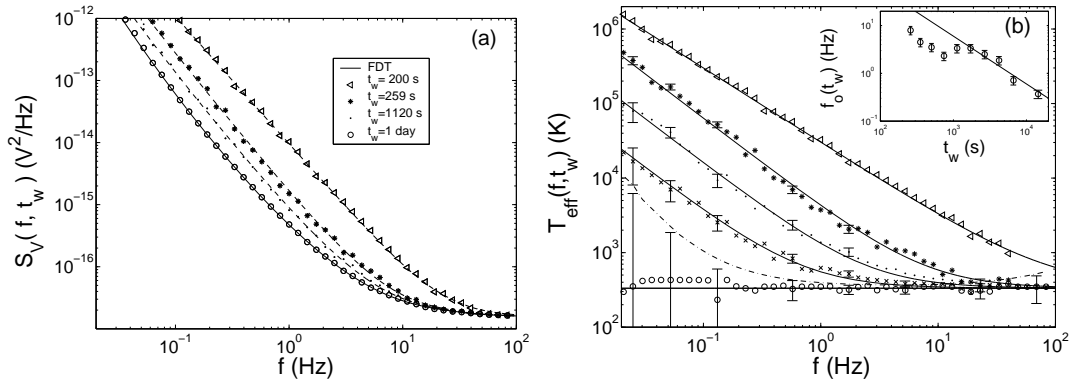 (a)
10^-12
10^-13
10^-14
10^-15
10^-16
S_V( f, t_w ) (V^2/Hz)
FDT
t_w= 200 s
t_w=259 s
t_w=1120 s
t_w=1 day
10^-1
10^0
10^1
10^2
f (Hz)
(b)
10^6
10^5
10^4
10^3
10^2
T_eff(f,t_w) (K)
10^-1
10^0
10^1
10^2
f (Hz)
10^1
10^0
10^-1
f_o(t_w) (Hz)
10^2
10^3
10^4
t_w (s)